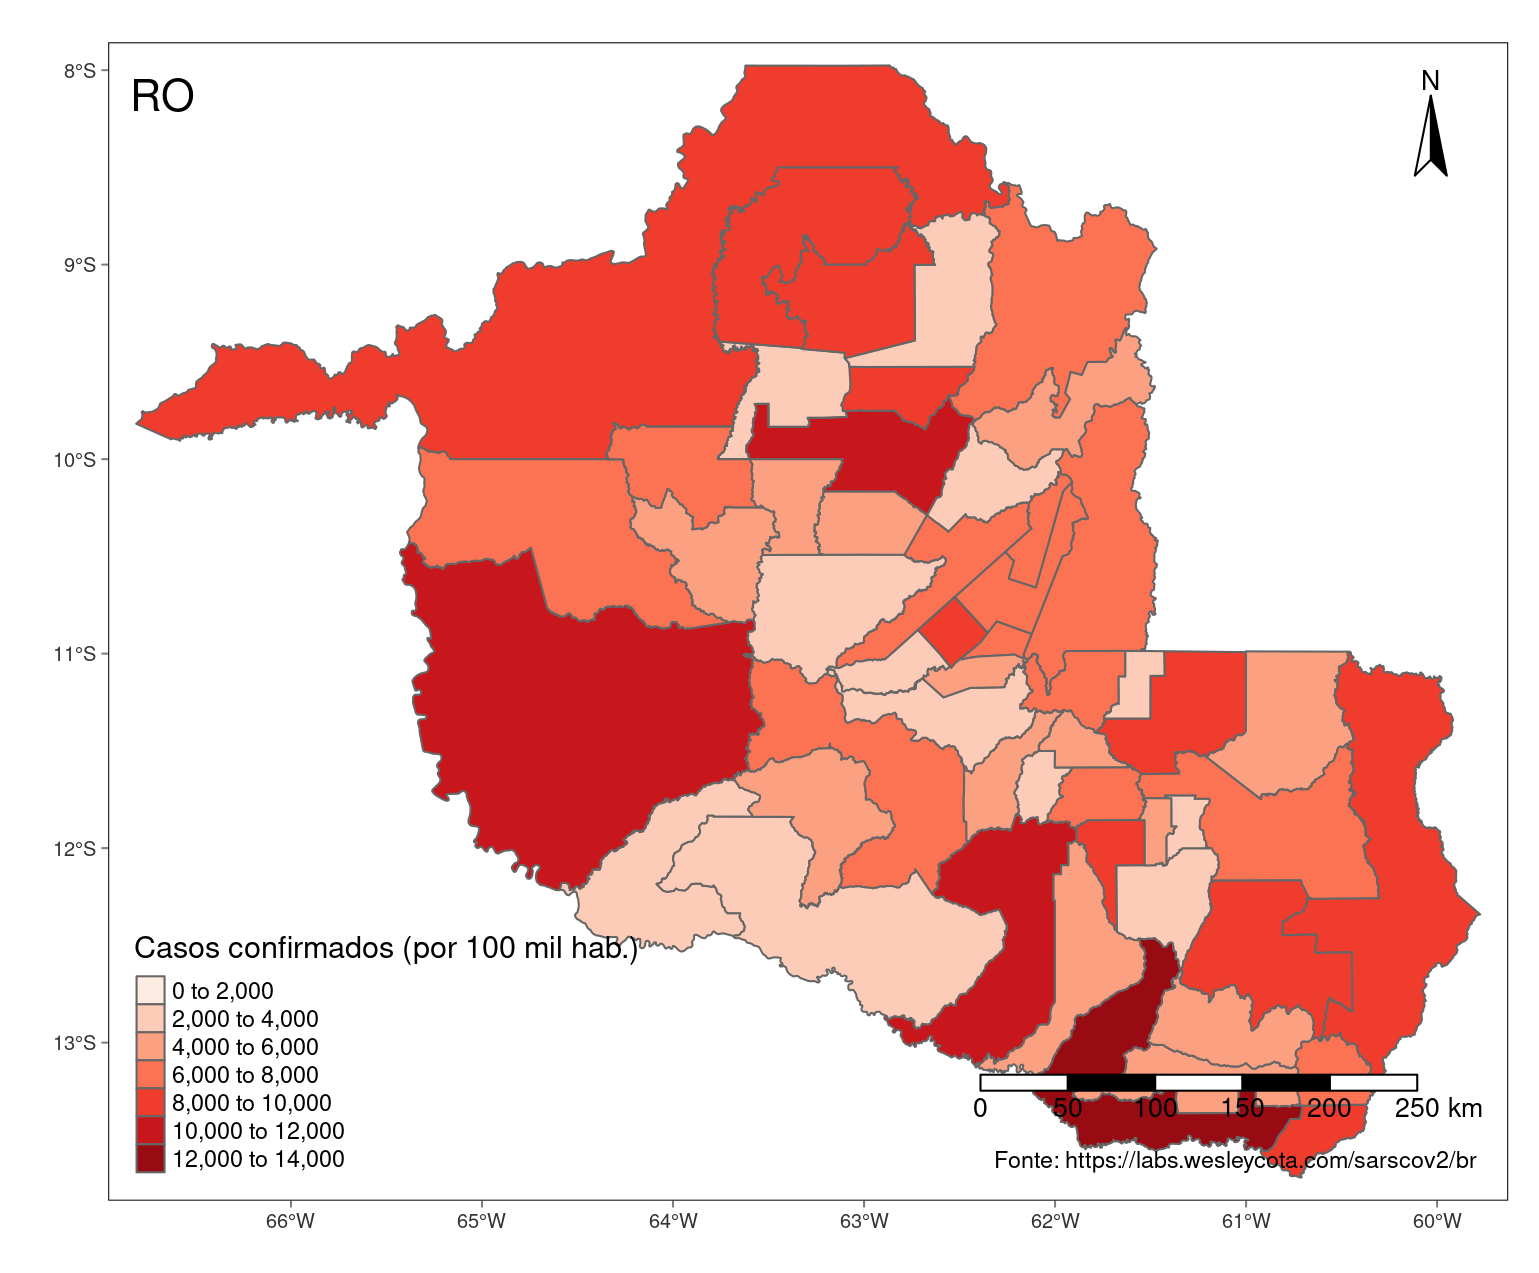 RO
N
8°S
9°S
10°S
11°S
12°S
13°S
Casos confirmados (por 100 mil hab.)
0 to 2,000
2,000 to 4,000
4,000 to 6,000
6,000 to 8,000
8,000 to 10,000
10,000 to 12,000
12,000 to 14,000
0 50 100 150 200 250 km
Fonte: https://labs.wesleycota.com/sarscov2/br
66°W 65°W 64°W 63°W 62°W 61°W 60°W